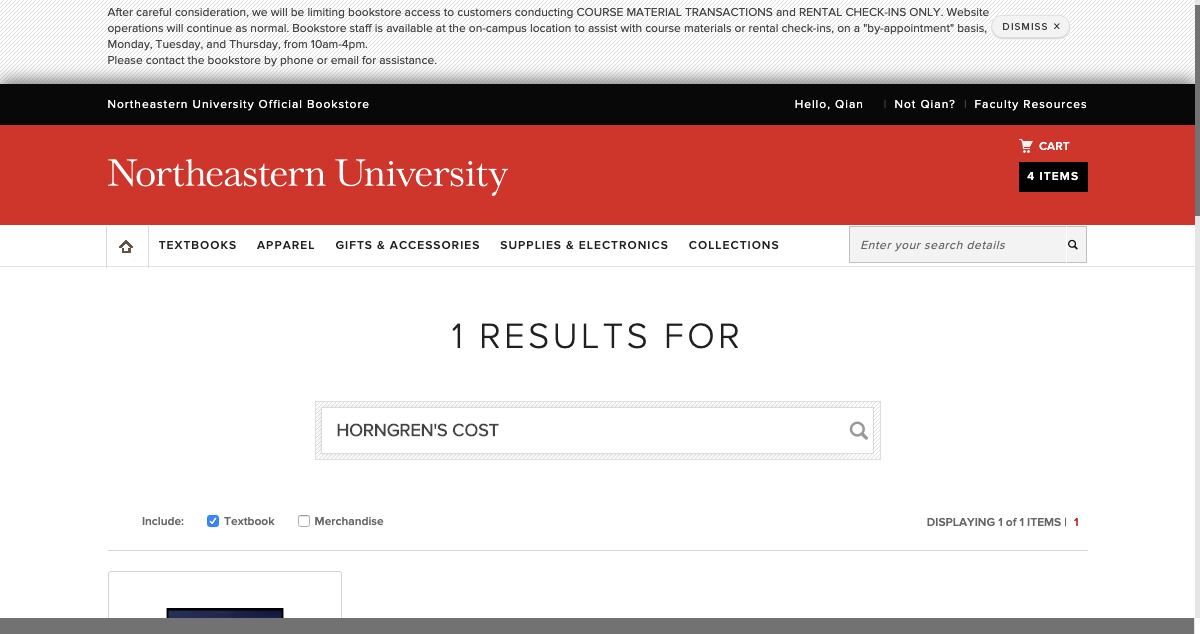 After careful consideration, we will be limiting bookstore access to customers conducting COURSE MATERIAL TRANSACTIONS and RENTAL CHECK-INS ONLY. Website
operations will continue as normal. Bookstore staff is available at the on-campus location to assist with course materials or rental check-ins, on a "by-appointment" basis,
Monday, Tuesday, and Thursday, from 10am-4pm.
Please contact the bookstore by phone or email for assistance.
DISMISS ×
Northeastern University Official Bookstore
Hello, Qian | Not Qian? | Faculty Resources
CART
Northeastern University
4 ITEMS
TEXTBOOKS APPAREL GIFTS & ACCESSORIES SUPPLIES & ELECTRONICS COLLECTIONS
Enter your search details
1 RESULTS FOR
HORNGREN'S COST
Include: Textbook Merchandise
DISPLAYING 1 of 1 ITEMS | 1